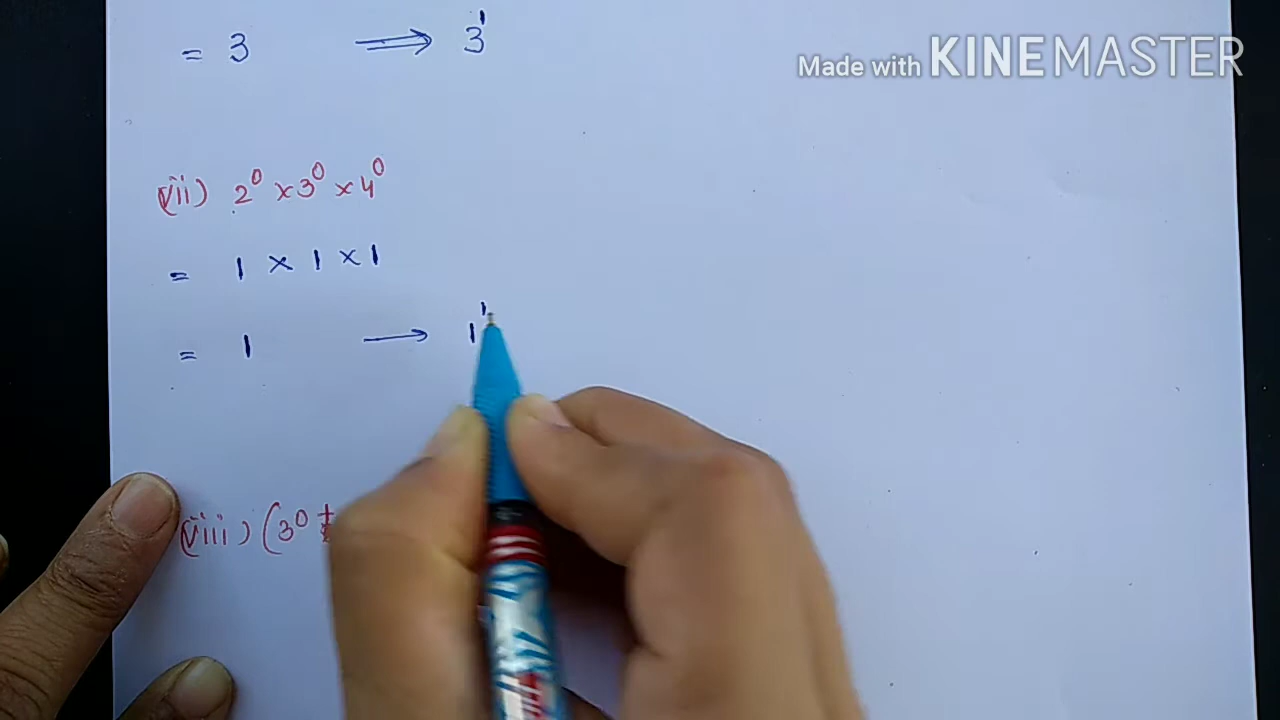 = 3 ⟹ 3¹
Made with KINEMASTER
(vii) 2⁰ × 3⁰ × 4⁰
= 1 × 1 × 1
= 1 → 1¹
(viii) (3⁰ +